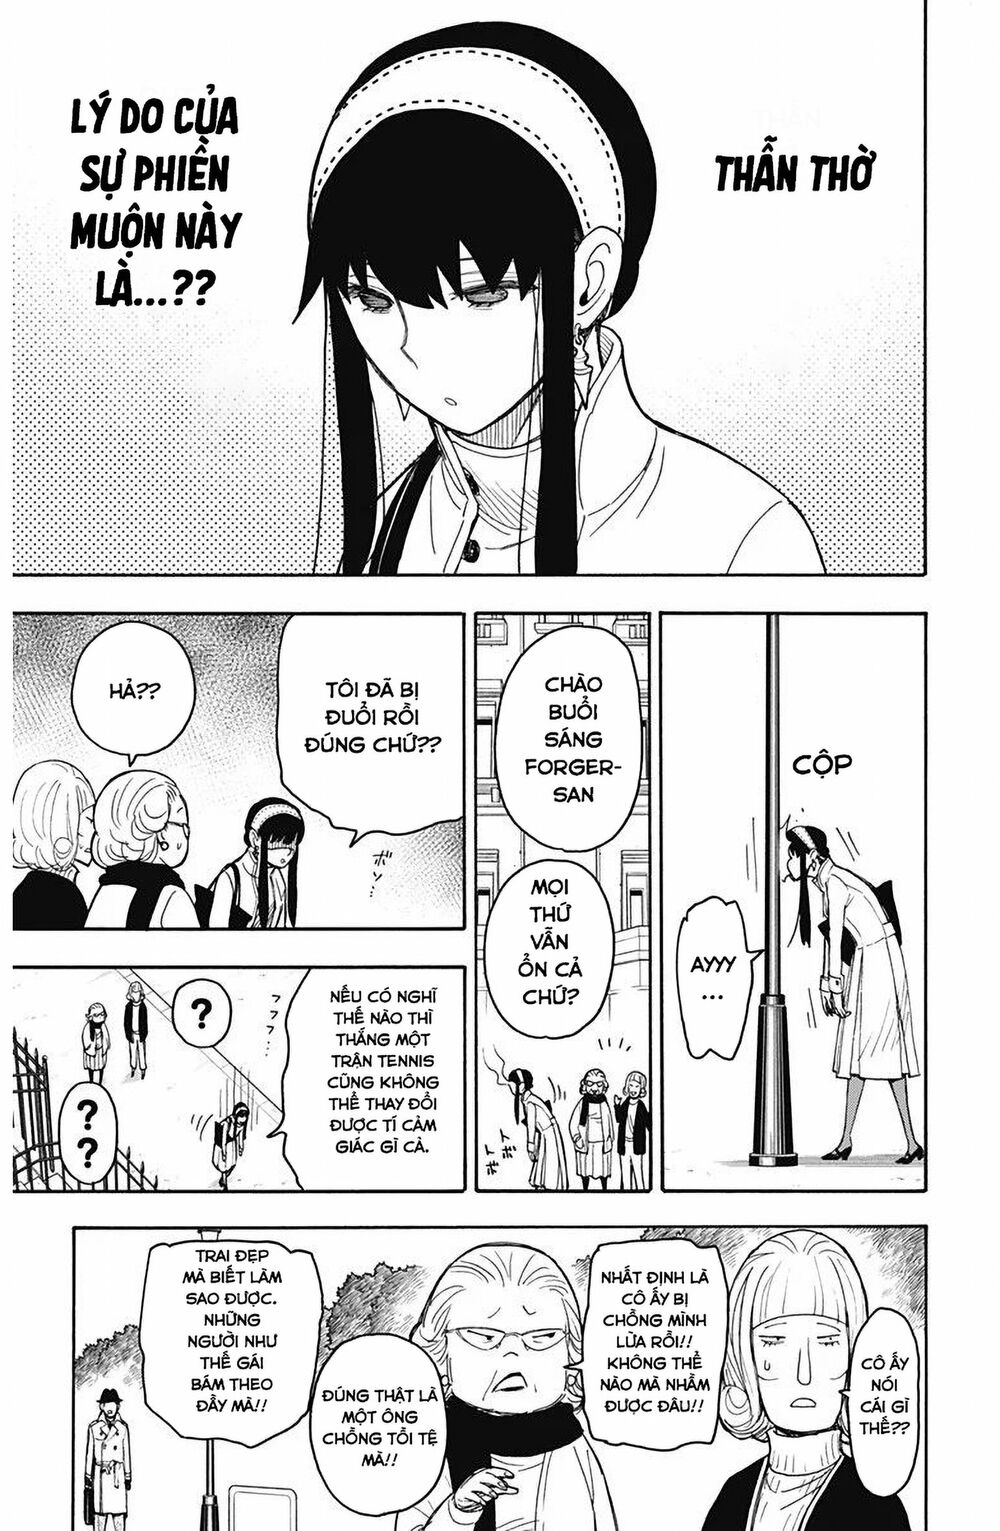 THẪN THỜ
LÝ DO CỦA
SỰ PHIỀN
MUỘN NÀY
LÀ...??
CỘP
AYYY
...
CHÀO
BUỔI
SÁNG
FORGER-
SAN
MỌI
THỨ
VẪN
ỔN CẢ
CHỨ?
トボ
トボ
TÔI ĐÃ BỊ
ĐUỔI RỒI
ĐÚNG CHỨ??
HẢ??
NẾU CÓ NGHĨ
THẾ NÀO THÌ
THẮNG MỘT
TRẬN TENNIS
CŨNG KHÔNG
THỂ THAY ĐỔI
ĐƯỢC TÍ CẢM
GIÁC GÌ CẢ.
?
?
?
CÔ ẤY
NÓI
CÁI GÌ
THẾ??
NHẤT ĐỊNH LÀ
CÔ ẤY BỊ
CHỒNG MÌNH
LỪA RỒI!!
KHÔNG THỂ
NÀO MÀ NHẦM
ĐƯỢC ĐÂU!!
ĐÚNG THẬT LÀ
MỘT ÔNG
CHỒNG TỒI TỆ
MÀ!!
TRAI ĐẸP
MÀ BIẾT LÀM
SAO ĐƯỢC.
NHỮNG
NGƯỜI NHƯ
THẾ GÁI
BÁM THEO
ĐẦY MÀ!!